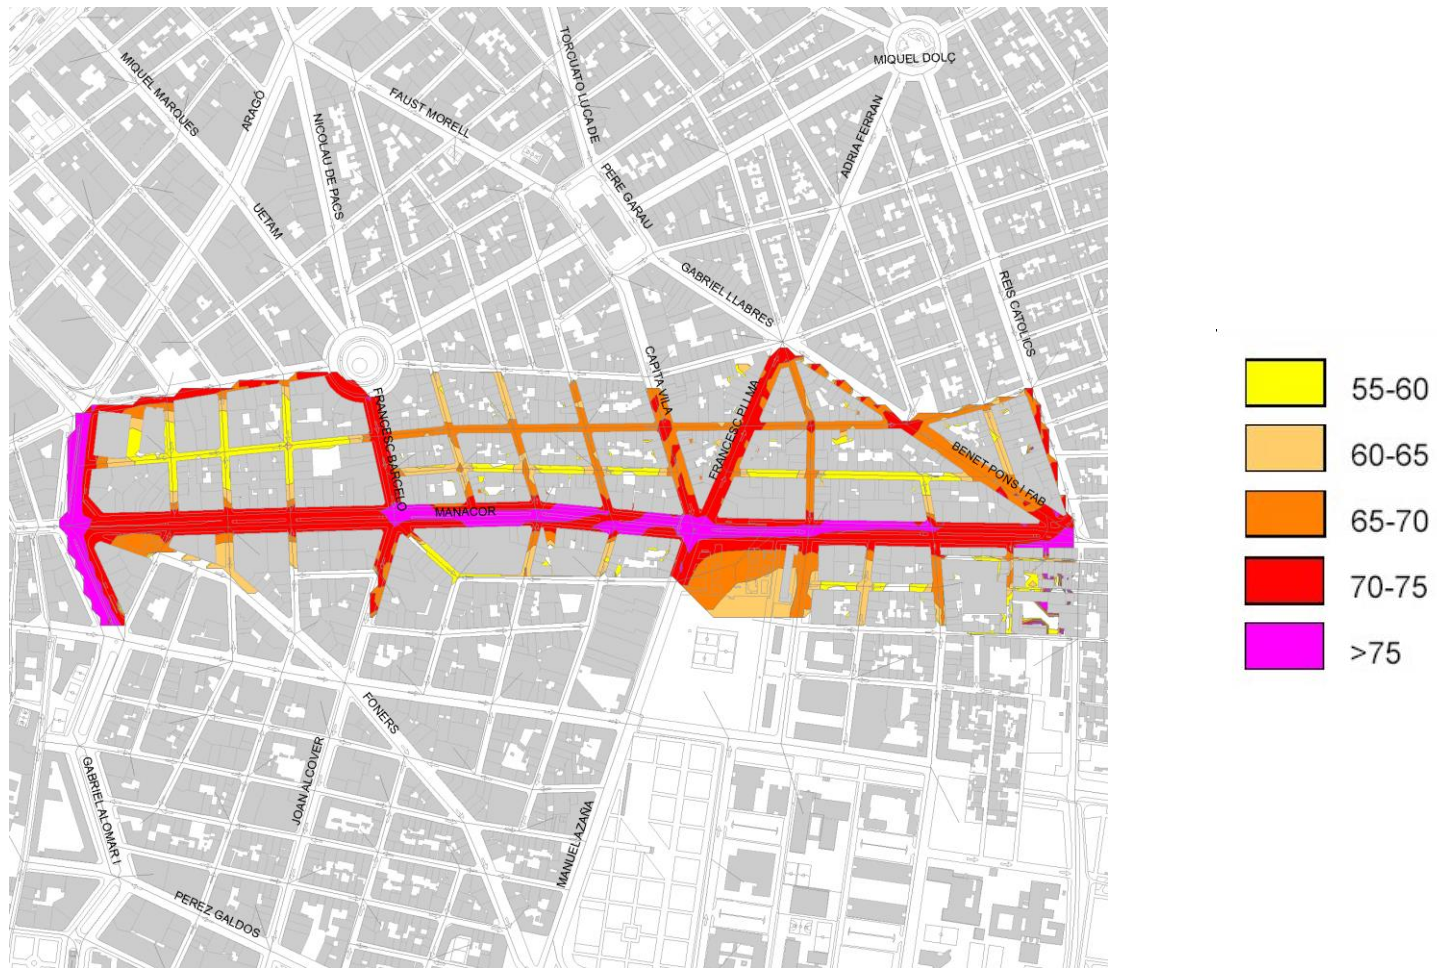 TORCUATO LUCA DE
MIQUEL DOLÇ
MIQUEL MARQUES
ARAGÓ
FAUST MORELL
NICOLAU DE PACS
ADRIA FERRAN
PERE GARAU
UETAM
GABRIEL LLABRES
REIS CATOLICS
CAPITA VILA
FRANCESC PI I MA
FRANCESC BARCELO
BENET PONS I FAB
MANACOR
FONERS
JOAN ALCOVER
GABRIEL ALOMAR I
MANUEL AZAÑA
PEREZ GALDOS
55-60
60-65
65-70
70-75
>75